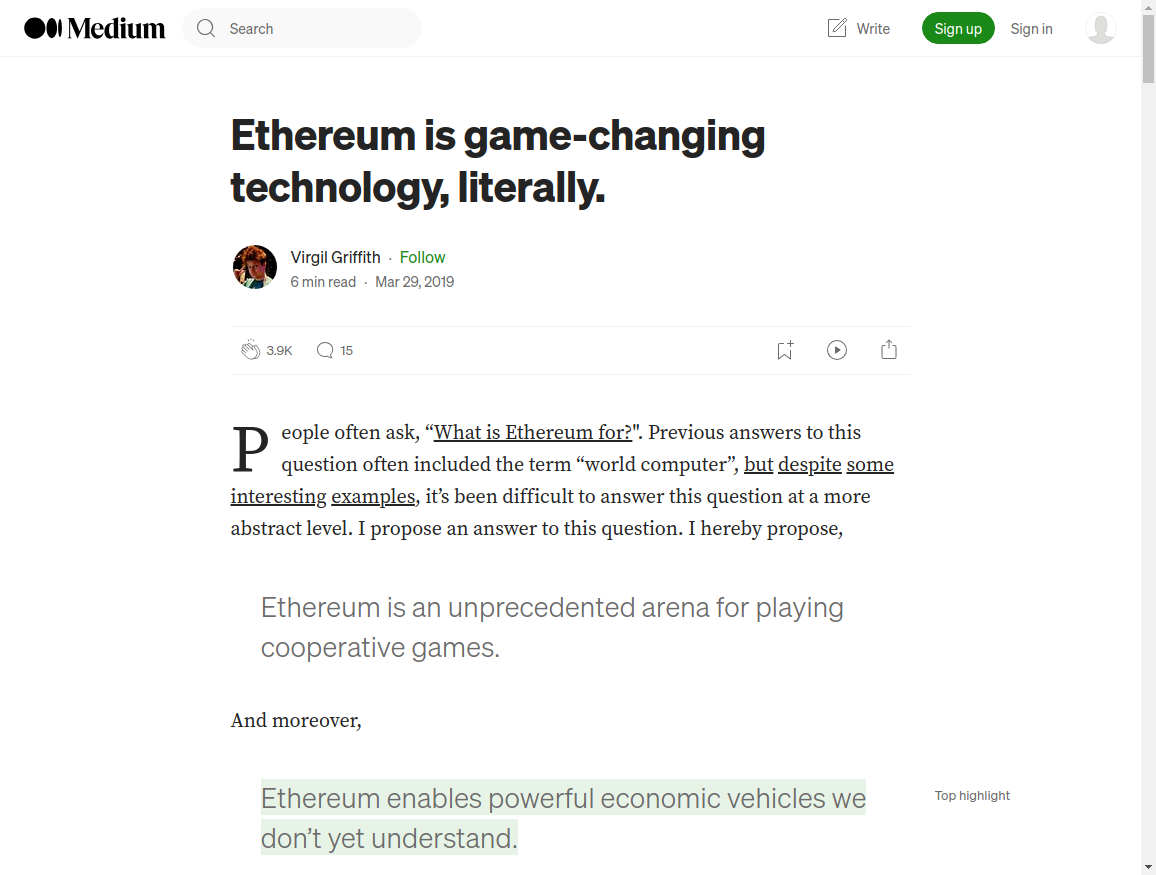 Medium
Search
Write
Sign up
Sign in
Ethereum is game-changing
technology, literally.
Virgil Griffith · Follow
6 min read · Mar 29, 2019
3.9K
15
People often ask, “What is Ethereum for?". Previous answers to this
question often included the term “world computer”, but despite some
interesting examples, it’s been difficult to answer this question at a more
abstract level. I propose an answer to this question. I hereby propose,
Ethereum is an unprecedented arena for playing
cooperative games.
And moreover,
Ethereum enables powerful economic vehicles we
don’t yet understand.
Top highlight